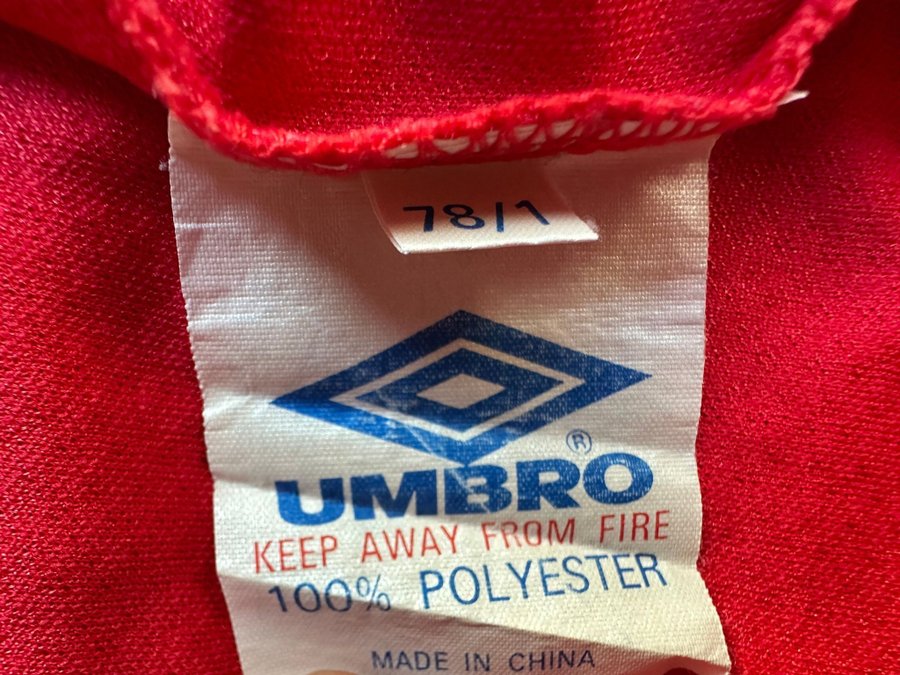 78/1
UMBRO®
KEEP AWAY FROM FIRE
100% POLYESTER
MADE IN CHINA